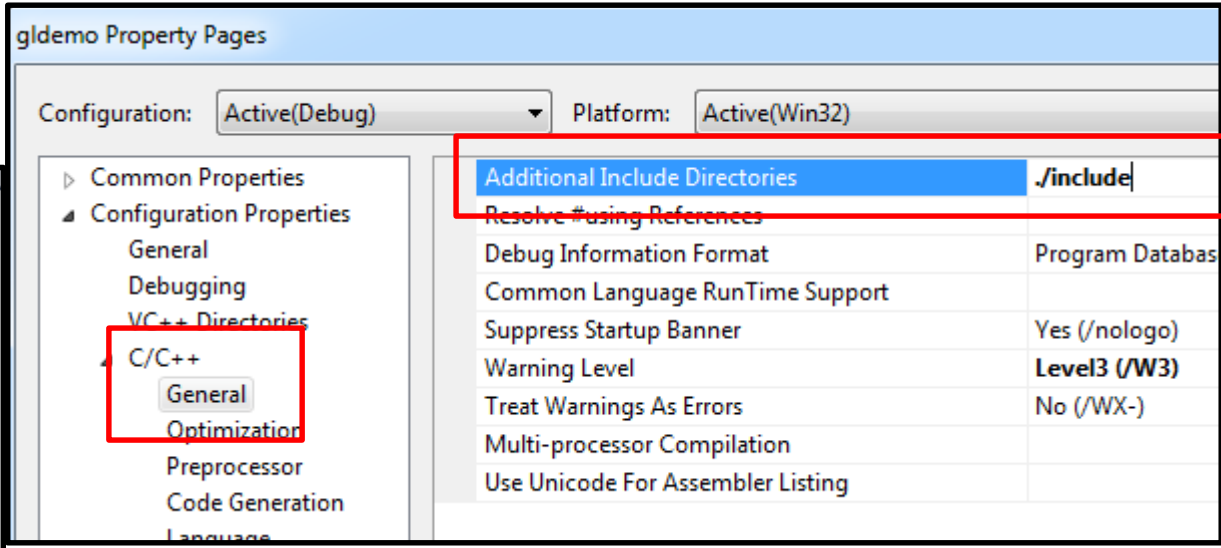 gldemo Property Pages
Configuration: Active(Debug) Platform: Active(Win32)
Common Properties
Configuration Properties
General
Debugging
VC++ Directories
C/C++
General
Optimization
Preprocessor
Code Generation
Language
Additional Include Directories ./include
Resolve #using References
Debug Information Format Program Databas
Common Language RunTime Support
Suppress Startup Banner Yes (/nologo)
Warning Level Level3 (/W3)
Treat Warnings As Errors No (/WX-)
Multi-processor Compilation
Use Unicode For Assembler Listing